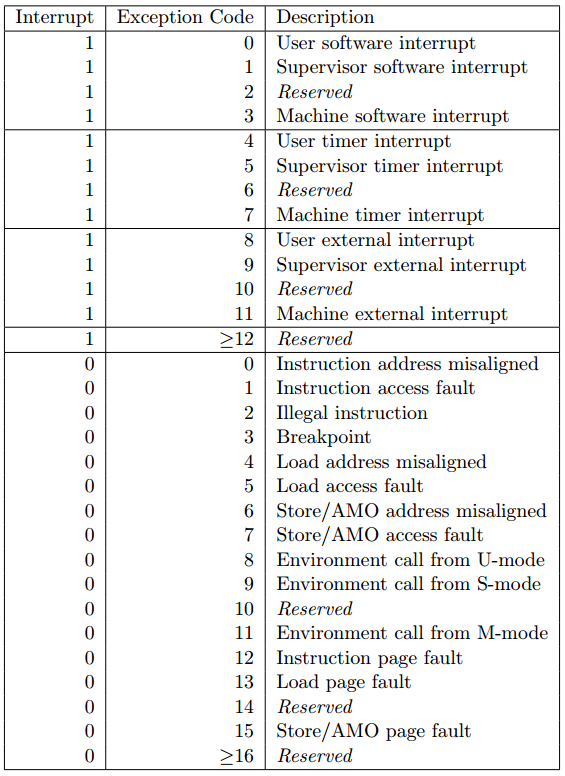 Interrupt Exception Code Description
1 0 User software interrupt
1 1 Supervisor software interrupt
1 2 Reserved
1 3 Machine software interrupt
1 4 User timer interrupt
1 5 Supervisor timer interrupt
1 6 Reserved
1 7 Machine timer interrupt
1 8 User external interrupt
1 9 Supervisor external interrupt
1 10 Reserved
1 11 Machine external interrupt
1 ≥12 Reserved
0 0 Instruction address misaligned
0 1 Instruction access fault
0 2 Illegal instruction
0 3 Breakpoint
0 4 Load address misaligned
0 5 Load access fault
0 6 Store/AMO address misaligned
0 7 Store/AMO access fault
0 8 Environment call from U-mode
0 9 Environment call from S-mode
0 10 Reserved
0 11 Environment call from M-mode
0 12 Instruction page fault
0 13 Load page fault
0 14 Reserved
0 15 Store/AMO page fault
0 ≥16 Reserved